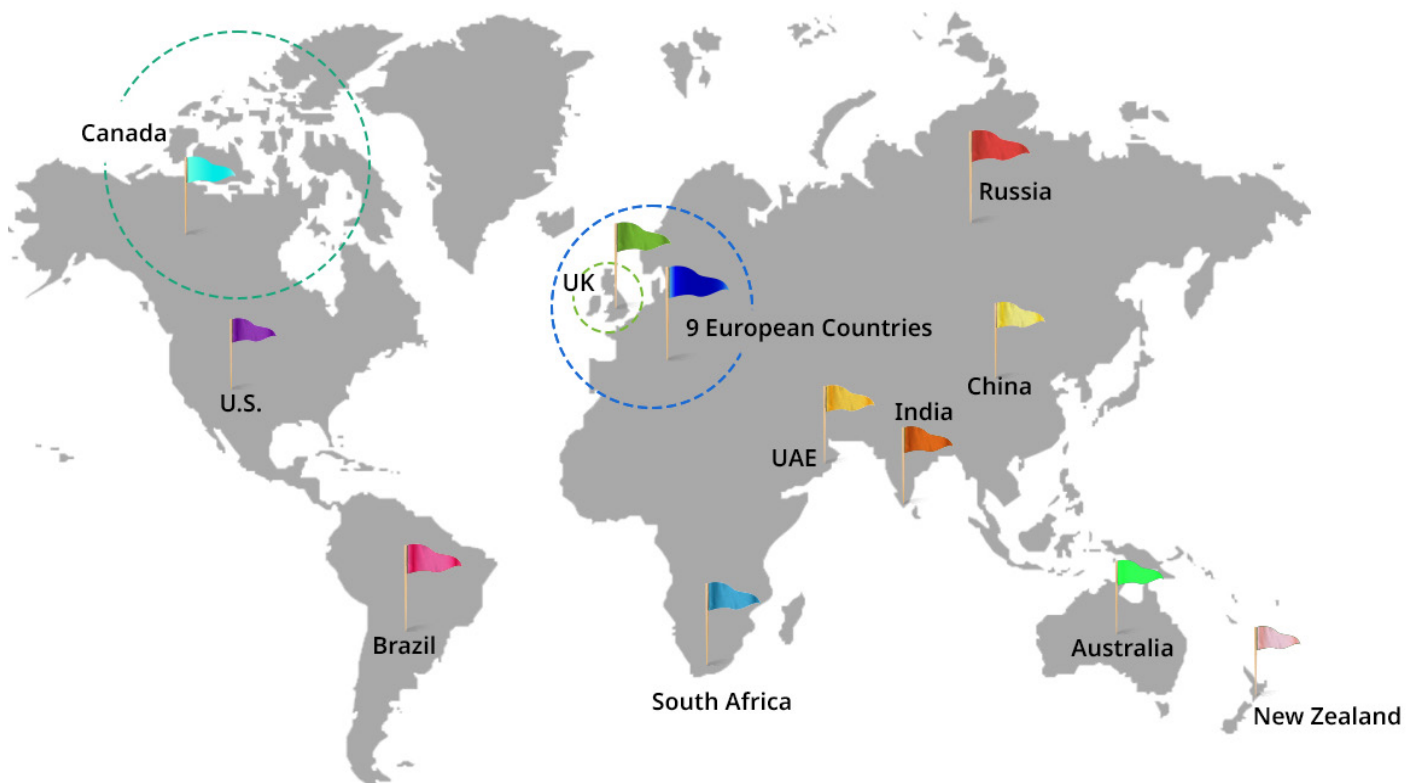 Canada
Russia
UK
9 European Countries
China
U.S.
India
UAE
Brazil
Australia
South Africa
New Zealand